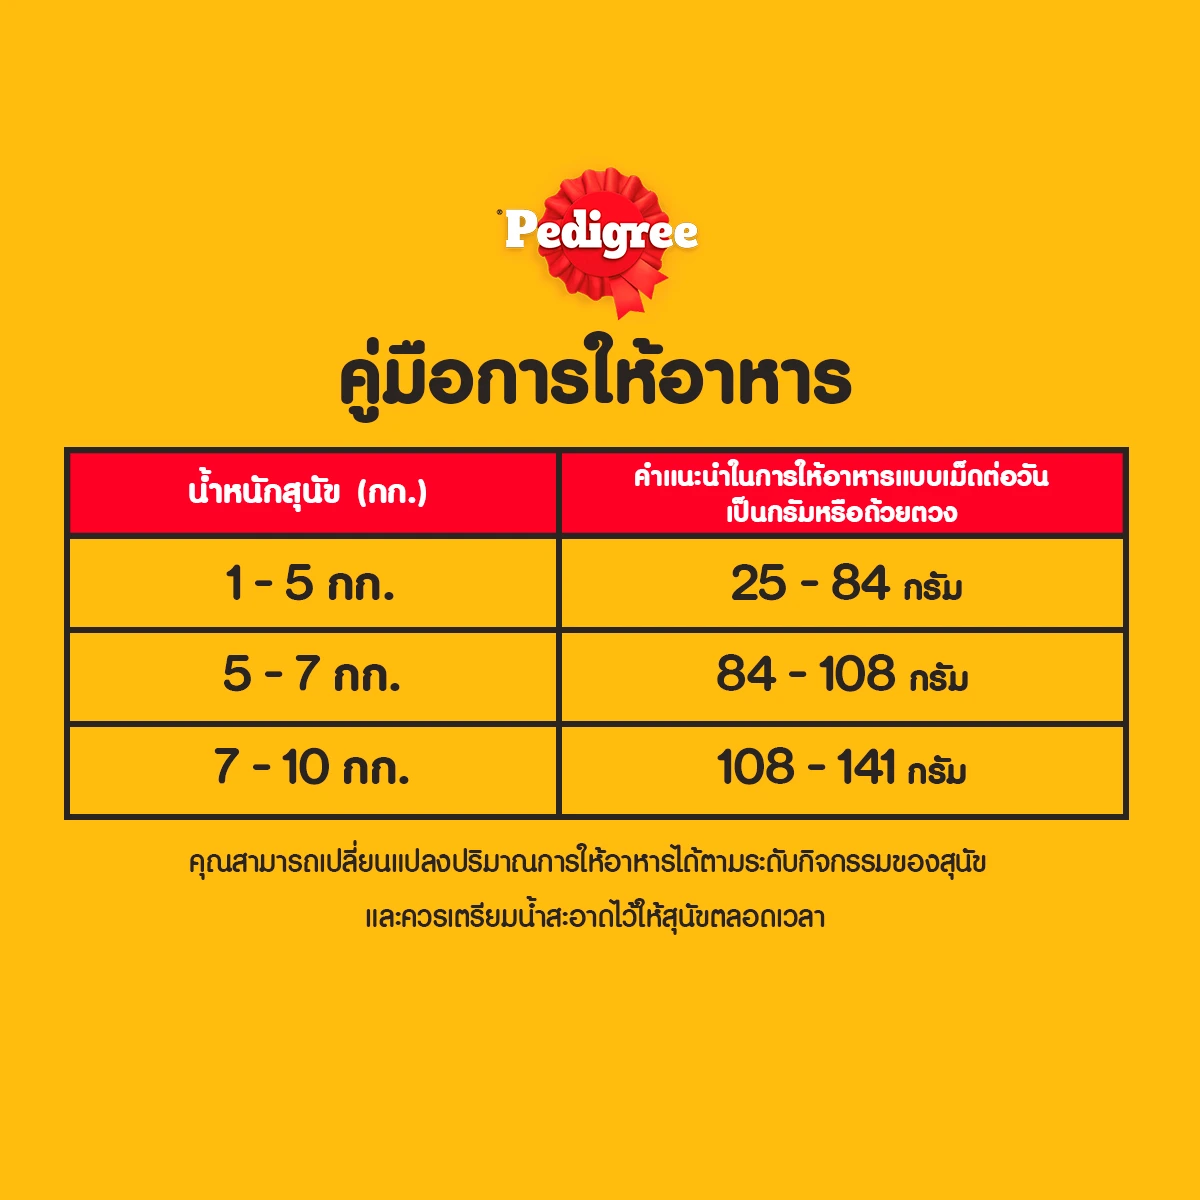 ® Pedigree
คู่มือการให้อาหาร
น้ำหนักสุนัข (กก.)
คำแนะนำในการให้อาหารแบบเม็ดต่อวัน
เป็นกรัมหรือถ้วยตวง
1 - 5 กก.
25 - 84 กรัม
5 - 7 กก.
84 - 108 กรัม
7 - 10 กก.
108 - 141 กรัม
คุณสามารถเปลี่ยนแปลงปริมาณการให้อาหารได้ตามระดับกิจกรรมของสุนัข
และควรเตรียมน้ำสะอาดไว้ให้สุนัขตลอดเวลา